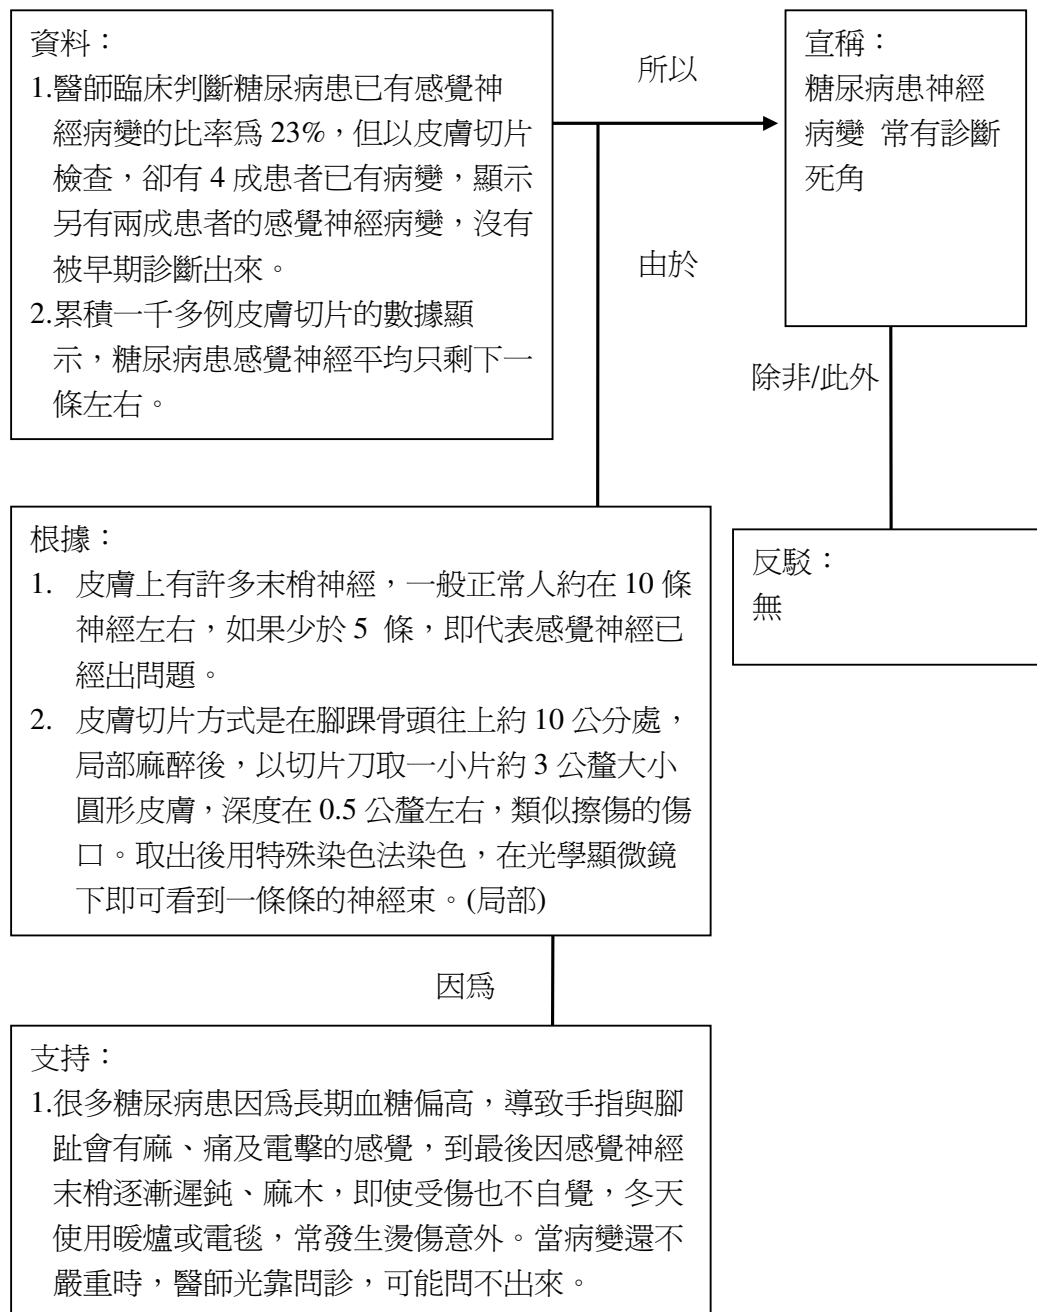 資料：
1.醫師臨床判斷糖尿病患已有感覺神
經病變的比率為 23%，但以皮膚切片
檢查，卻有 4 成患者已有病變，顯示
另有兩成患者的感覺神經病變，沒有
被早期診斷出來。
2.累積一千多例皮膚切片的數據顯
示，糖尿病患感覺神經平均只剩下一
條左右。
所以
宣稱：
糖尿病患神經
病變 常有診斷
死角
由於
除非/此外
根據：
1. 皮膚上有許多末梢神經，一般正常人約在 10 條
神經左右，如果少於 5 條，即代表感覺神經已
經出問題。
2. 皮膚切片方式是在腳踝骨頭往上約 10 公分處，
局部麻醉後，以切片刀取一小片約 3 公釐大小
圓形皮膚，深度在 0.5 公釐左右，類似擦傷的傷
口。取出後用特殊染色法染色，在光學顯微鏡
下即可看到一條條的神經束。(局部)
反駁：
無
因為
支持：
1.很多糖尿病患因為長期血糖偏高，導致手指與腳
趾會有麻、痛及電擊的感覺，到最後因感覺神經
末梢逐漸遲鈍、麻木，即使受傷也不自覺，冬天
使用暖爐或電毯，常發生燙傷意外。當病變還不
嚴重時，醫師光靠問診，可能問不出來。